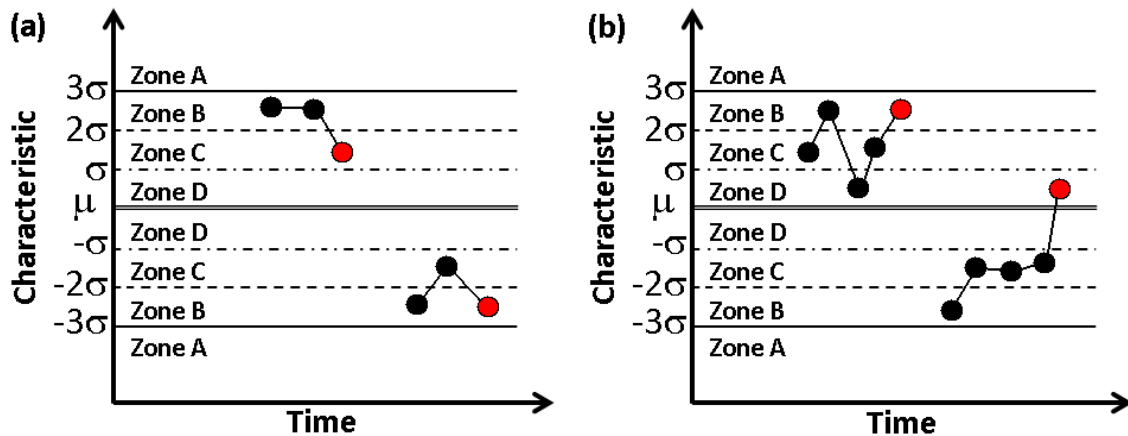 (a)
Characteristic
3σ
2σ
σ
μ
-σ
-2σ
-3σ
Zone A
Zone B
Zone C
Zone D
Zone D
Zone C
Zone B
Zone A
Time
(b)
Characteristic
3σ
2σ
σ
μ
-σ
-2σ
-3σ
Zone A
Zone B
Zone C
Zone D
Zone D
Zone C
Zone B
Zone A
Time